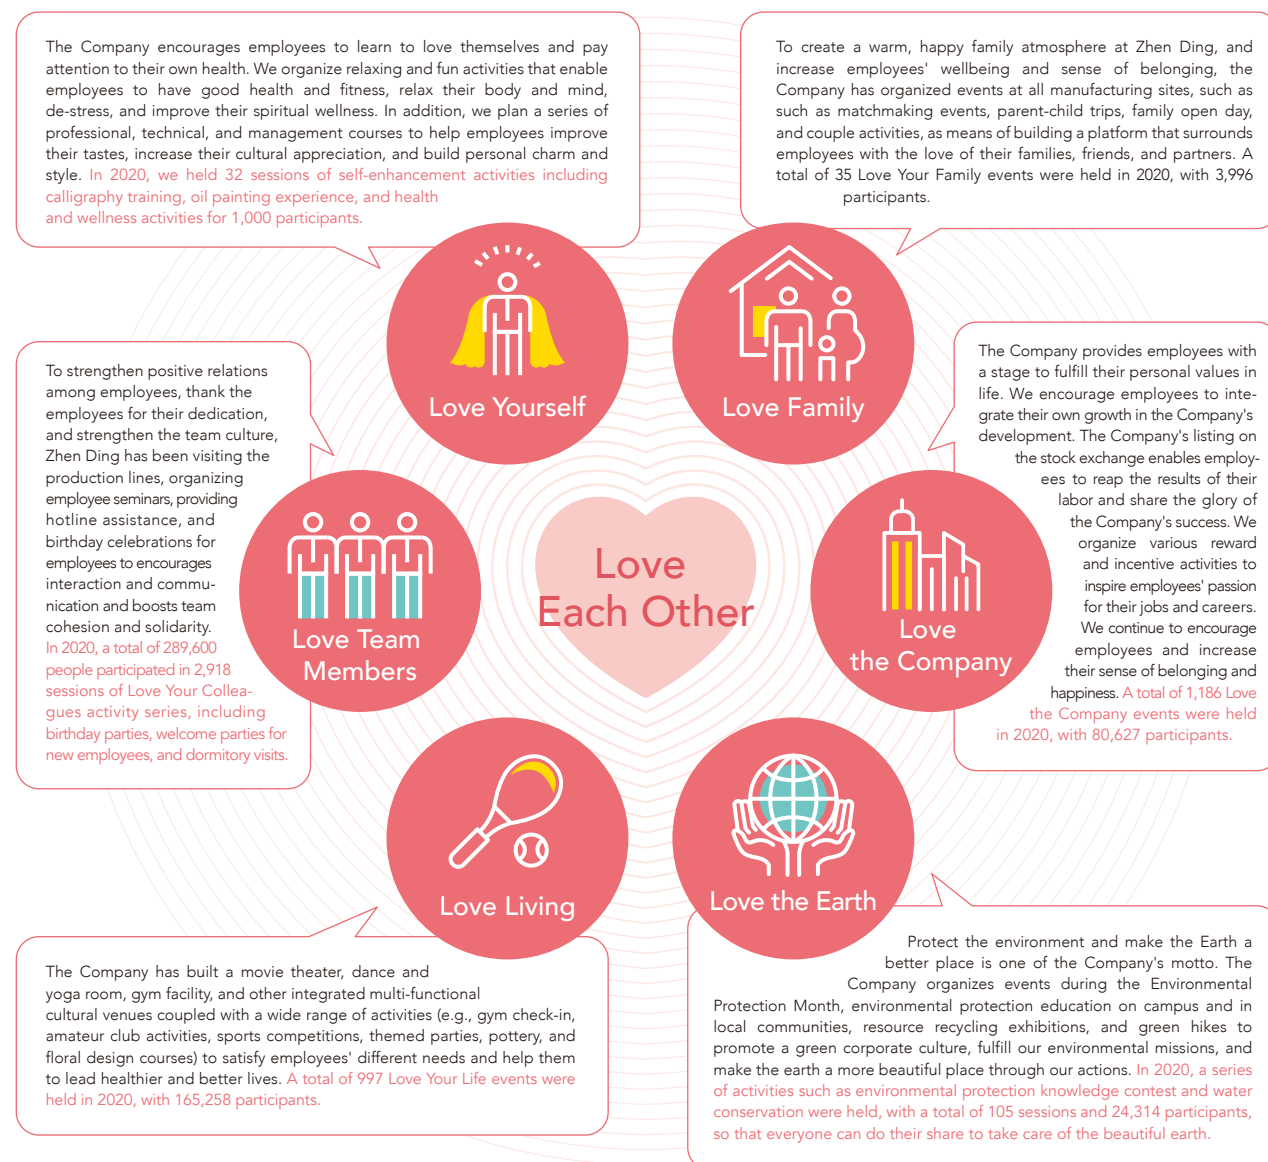 The Company encourages employees to learn to love themselves and pay
attention to their own health. We organize relaxing and fun activities that enable
employees to have good health and fitness, relax their body and mind,
de-stress, and improve their spiritual wellness. In addition, we plan a series of
professional, technical, and management courses to help employees improve
their tastes, increase their cultural appreciation, and build personal charm and
style. In 2020, we held 32 sessions of self-enhancement activities including
calligraphy training, oil painting experience, and health
and wellness activities for 1,000 participants.
To create a warm, happy family atmosphere at Zhen Ding, and
increase employees' wellbeing and sense of belonging, the
Company has organized events at all manufacturing sites, such as
such as matchmaking events, parent-child trips, family open day,
and couple activities, as means of building a platform that surrounds
employees with the love of their families, friends, and partners. A
total of 35 Love Your Family events were held in 2020, with 3,996
participants.
Love Yourself
Love Family
To strengthen positive relations
among employees, thank the
employees for their dedication,
and strengthen the team culture,
Zhen Ding has been visiting the
production lines, organizing
employee seminars, providing
hotline assistance, and
birthday celebrations for
employees to encourages
interaction and commu-
nication and boosts team
cohesion and solidarity.
In 2020, a total of 289,600
people participated in 2,918
sessions of Love Your Collea-
gues activity series, including
birthday parties, welcome parties for
new employees, and dormitory visits.
Love Team
Members
Love
Each Other
Love
the Company
The Company provides employees with
a stage to fulfill their personal values in
life. We encourage employees to inte-
grate their own growth in the Company's
development. The Company's listing on
the stock exchange enables employ-
ees to reap the results of their
labor and share the glory of
the Company's success. We
organize various reward
and incentive activities to
inspire employees' passion
for their jobs and careers.
We continue to encourage
employees and increase
their sense of belonging and
happiness. A total of 1,186 Love
the Company events were held
in 2020, with 80,627 participants.
Love Living
Love the Earth
The Company has built a movie theater, dance and
yoga room, gym facility, and other integrated multi-functional
cultural venues coupled with a wide range of activities (e.g., gym check-in,
amateur club activities, sports competitions, themed parties, pottery, and
floral design courses) to satisfy employees' different needs and help them
to lead healthier and better lives. A total of 997 Love Your Life events were
held in 2020, with 165,258 participants.
Protect the environment and make the Earth a
better place is one of the Company's motto. The
Company organizes events during the Environmental
Protection Month, environmental protection education on campus and in
local communities, resource recycling exhibitions, and green hikes to
promote a green corporate culture, fulfill our environmental missions, and
make the earth a more beautiful place through our actions. In 2020, a series
of activities such as environmental protection knowledge contest and water
conservation were held, with a total of 105 sessions and 24,314 participants,
so that everyone can do their share to take care of the beautiful earth.